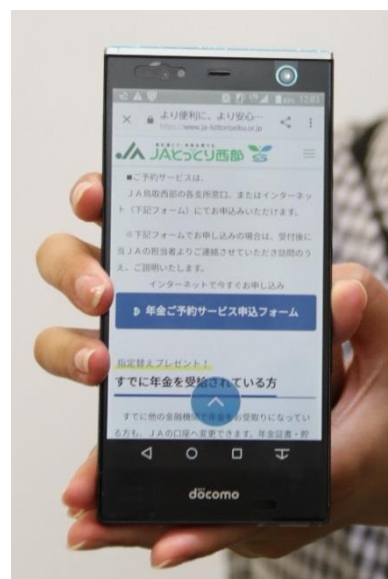 12:03
より便利に、より安心…
https://www.ja-tottoriseibu.or.jp
JAとっとり西部
■ご予約サービスは、
ＪＡ鳥取西部の各支所窓口、またはインターネッ
ト（下記フォーム）にてお申込みいただけます。
※下記フォームでお申し込みの場合は、受付後に
当ＪＡの担当者よりご連絡させていただき訪問のう
え、ご説明いたします。
インターネットで今すぐお申し込み
年金ご予約サービス申込フォーム
指定替えプレゼント！
すでに年金を受給されている方
すでに他の金融機関で年金をお受取りになってい
る方も、ＪＡの口座へ変更できます。年金証書・貯
döcomo